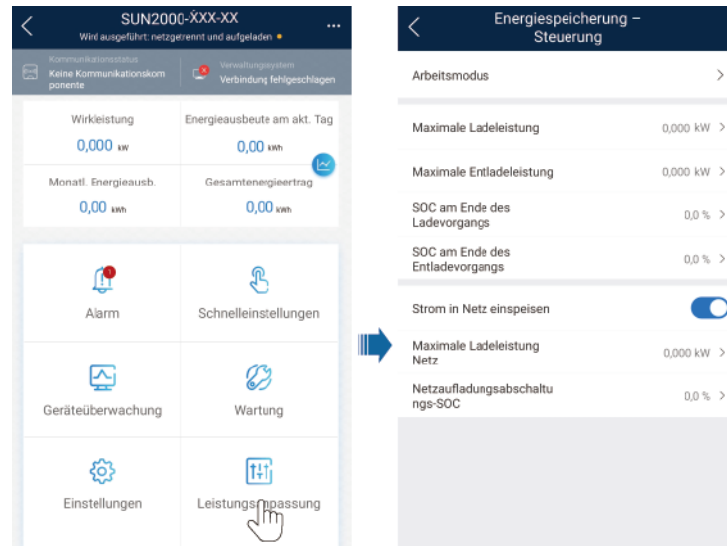 SUN2000-XXX-XX
Wird ausgeführt: netzgetrennt und aufgeladen
Kommunikationsstatus
Keine Kommunikationskom
ponente
Verwaltungssystem
Verbindung fehlgeschlagen
Wirkleistung
0,000 kW
Energieausbeute am akt. Tag
0,00 kWh
Monatl. Energieausb.
0,00 kWh
Gesamtenergieertrag
0,00 kWh
1
Alarm
Schnelleinstellungen
Geräteüberwachung
Wartung
Einstellungen
Leistungsanpassung
Energiespeicherung –
Steuerung
Arbeitsmodus
Maximale Ladeleistung
0,000 kW
Maximale Entladeleistung
0,000 kW
SOC am Ende des
Ladevorgangs
0,0 %
SOC am Ende des
Entladevorgangs
0,0 %
Strom in Netz einspeisen
Maximale Ladeleistung
Netz
0,000 kW
Netzaufladungsabschaltu
ngs-SOC
0,0 %